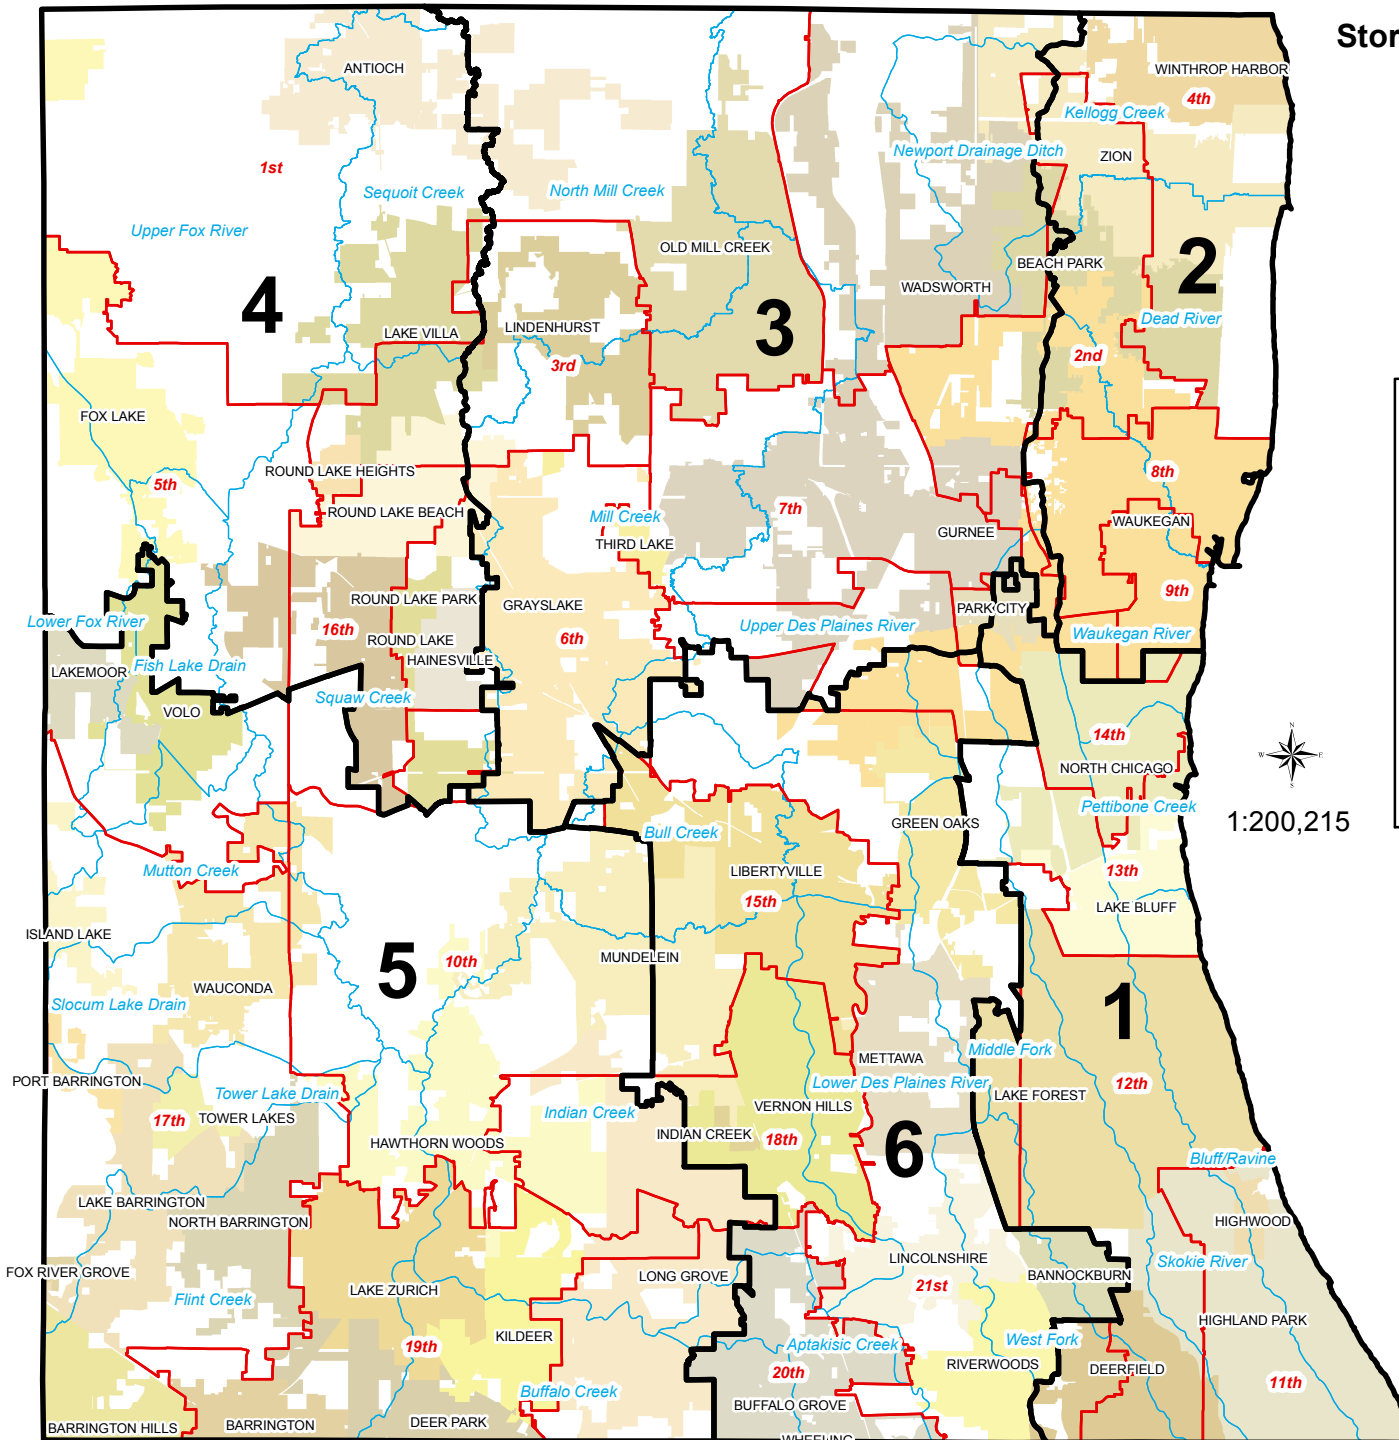 Stor
ANTIOCH
WINTHROP HARBOR
4th
Kellogg Creek
Newport Drainage Ditch
ZION
1st
Sequoit Creek
North Mill Creek
Upper Fox River
OLD MILL CREEK
2
BEACH PARK
WADSWORTH
4
3
Dead River
LAKE VILLA
LINDENHURST
3rd
2nd
FOX LAKE
ROUND LAKE HEIGHTS
8th
5th
ROUND LAKE BEACH
Mill Creek
7th
WAUKEGAN
GURNEE
THIRD LAKE
9th
ROUND LAKE PARK
GRAYSLAKE
PARK CITY
Lower Fox River
16th
Upper Des Plaines River
Waukegan River
ROUND LAKE
6th
HAINESVILLE
LAKEMOOR
Fish Lake Drain
Squaw Creek
VOLO
14th
NORTH CHICAGO
N
W E
S
Pettibone Creek
1:200,215
GREEN OAKS
Bull Creek
Mutton Creek
LIBERTYVILLE
13th
15th
LAKE BLUFF
ISLAND LAKE
MUNDELEIN
10th
5
WAUCONDA
Slocum Lake Drain
1
Middle Fork
METTAWA
PORT BARRINGTON
Lower Des Plaines River
12th
Tower Lake Drain
LAKE FOREST
17th
TOWER LAKES
Indian Creek
VERNON HILLS
INDIAN CREEK
18th
HAWTHORN WOODS
6
Bluff/Ravine
LAKE BARRINGTON
NORTH BARRINGTON
HIGHWOOD
LINCOLNSHIRE
Skokie River
FOX RIVER GROVE
LONG GROVE
BANNOCKBURN
21st
LAKE ZURICH
Flint Creek
HIGHLAND PARK
KILDEER
19th
Aptakisic Creek
West Fork
RIVERWOODS
DEERFIELD
20th
11th
Buffalo Creek
BUFFALO GROVE
BARRINGTON HILLS
BARRINGTON
DEER PARK
WHEELING